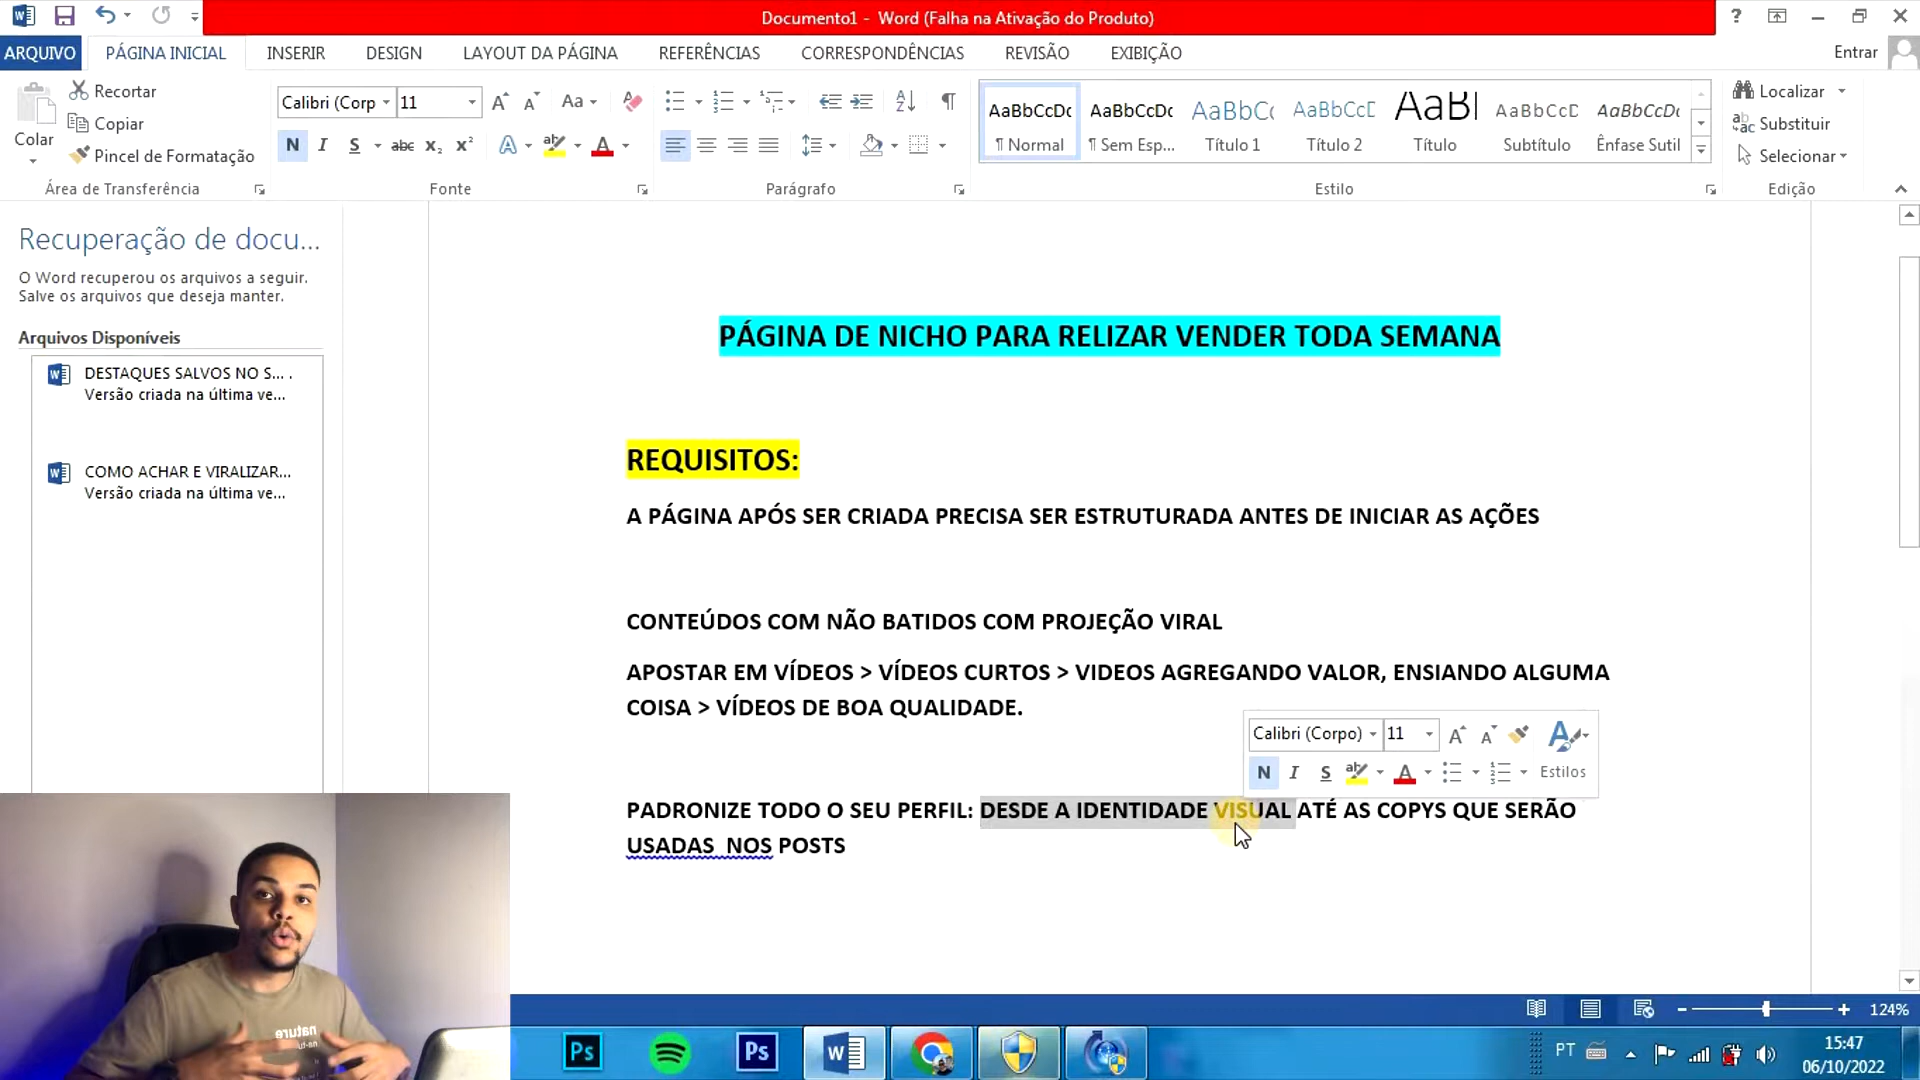 Documento1 - Word (Falha na Ativação do Produto)
ARQUIVO PÁGINA INICIAL INSERIR DESIGN LAYOUT DA PÁGINA REFERÊNCIAS CORRESPONDÊNCIAS REVISÃO EXIBIÇÃO Entrar
Colar
Recortar
Copiar
Pincel de Formatação
Área de Transferência
Calibri (Corp 11 Aa
N I S abc x₂ x²
Fonte
Parágrafo
AaBbCcDc AaBbCcDc AaBbCc AaBbCcD AaBl AaBbCcD AaBbCcDc
¶ Normal ¶ Sem Esp... Título 1 Título 2 Título Subtítulo Ênfase Sutil
Estilo
Localizar
Substituir
Selecionar
Edição
Recuperação de docu...
O Word recuperou os arquivos a seguir.
Salve os arquivos que deseja manter.
Arquivos Disponíveis
DESTAQUES SALVOS NO S... .
Versão criada na última ve...
COMO ACHAR E VIRALIZAR...
Versão criada na última ve...
PÁGINA DE NICHO PARA RELIZAR VENDER TODA SEMANA
REQUISITOS:
A PÁGINA APÓS SER CRIADA PRECISA SER ESTRUTURADA ANTES DE INICIAR AS AÇÕES
CONTEÚDOS COM NÃO BATIDOS COM PROJEÇÃO VIRAL
APOSTAR EM VÍDEOS > VÍDEOS CURTOS > VIDEOS AGREGANDO VALOR, ENSIANDO ALGUMA
COISA > VÍDEOS DE BOA QUALIDADE.
Calibri (Corpo) 11
N I S Estilos
PADRONIZE TODO O SEU PERFIL: DESDE A IDENTIDADE VISUAL ATÉ AS COPYS QUE SERÃO
USADAS NOS POSTS
nature
124%
Ps Ps
PT
15:47
06/10/2022